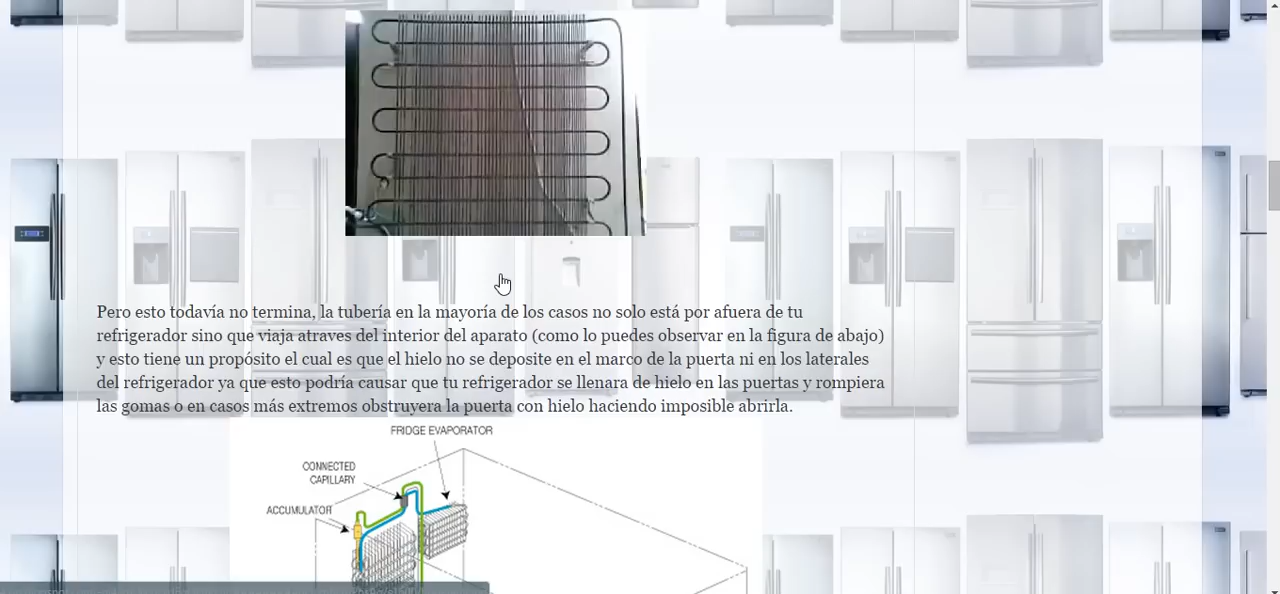 Pero esto todavía no termina, la tubería en la mayoría de los casos no solo está por afuera de tu
refrigerador sino que viaja atraves del interior del aparato (como lo puedes observar en la figura de abajo)
y esto tiene un propósito el cual es que el hielo no se deposite en el marco de la puerta ni en los laterales
del refrigerador ya que esto podría causar que tu refrigerador se llenara de hielo en las puertas y rompiera
las gomas o en casos más extremos obstruyera la puerta con hielo haciendo imposible abrirla.
FRIDGE EVAPORATOR
CONNECTED
CAPILLARY
ACCUMULATOR